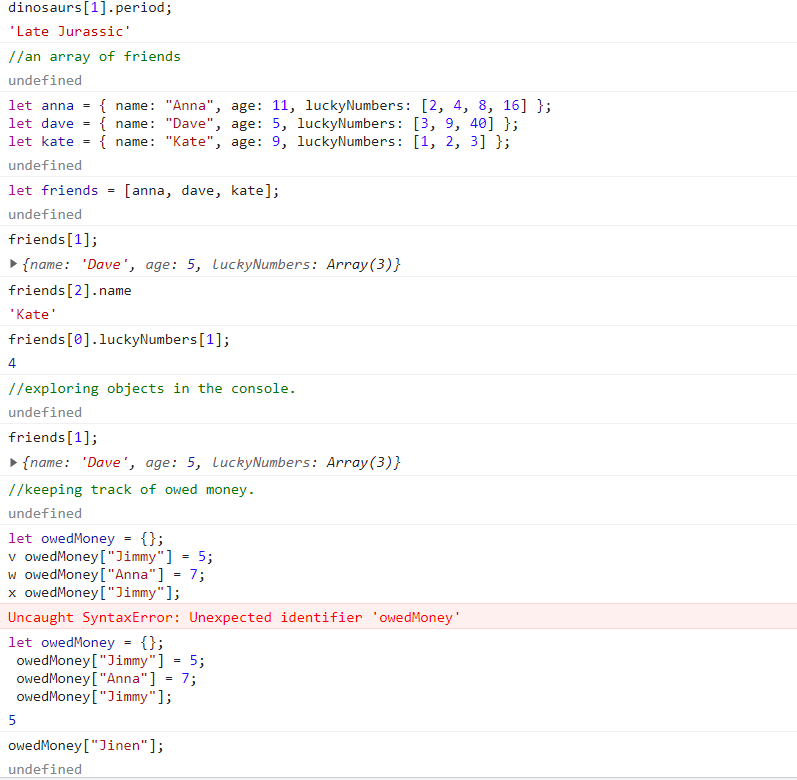 dinosaurs[1].period;
'Late Jurassic'
//an array of friends
undefined
let anna = { name: "Anna", age: 11, luckyNumbers: [2, 4, 8, 16] };
let dave = { name: "Dave", age: 5, luckyNumbers: [3, 9, 40] };
let kate = { name: "Kate", age: 9, luckyNumbers: [1, 2, 3] };
undefined
let friends = [anna, dave, kate];
undefined
friends[1];
{name: 'Dave', age: 5, luckyNumbers: Array(3)}
friends[2].name
'Kate'
friends[0].luckyNumbers[1];
4
//exploring objects in the console.
undefined
friends[1];
{name: 'Dave', age: 5, luckyNumbers: Array(3)}
//keeping track of owed money.
undefined
let owedMoney = {};
v owedMoney["Jimmy"] = 5;
w owedMoney["Anna"] = 7;
x owedMoney["Jimmy"];
Uncaught SyntaxError: Unexpected identifier 'owedMoney'
let owedMoney = {};
owedMoney["Jimmy"] = 5;
owedMoney["Anna"] = 7;
owedMoney["Jimmy"];
5
owedMoney["Jinen"];
undefined